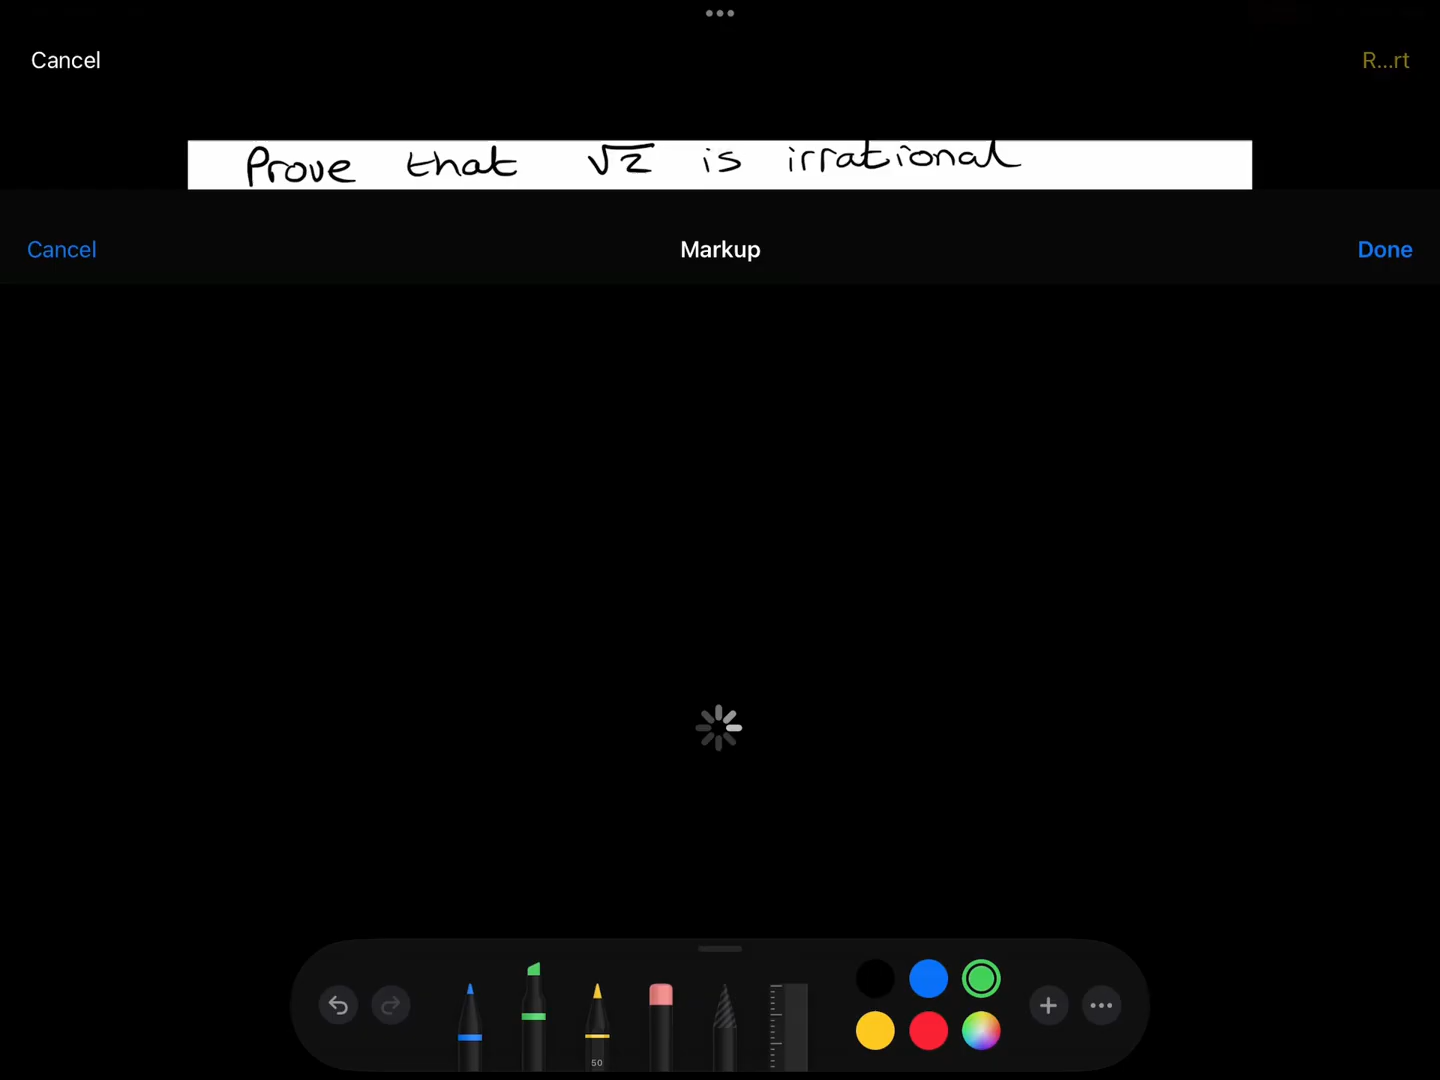 Cancel
R...rt
Prove that √2 is irrational
Cancel
Markup
Done
50